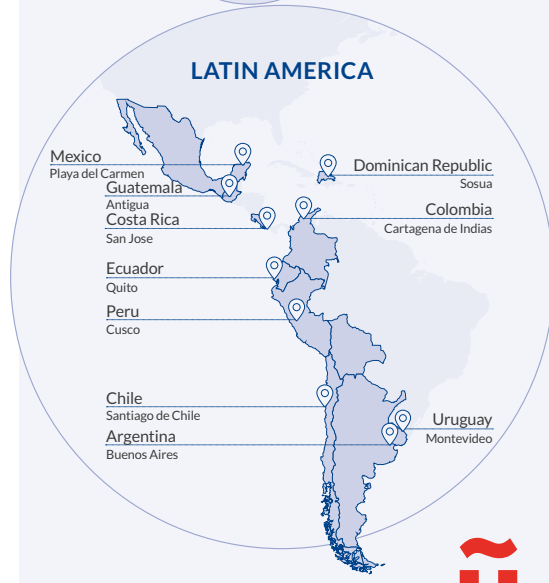 LATIN AMERICA
Mexico
Playa del Carmen
Guatemala
Antigua
Costa Rica
San Jose
Ecuador
Quito
Peru
Cusco
Chile
Santiago de Chile
Argentina
Buenos Aires
Dominican Republic
Sosua
Colombia
Cartagena de Indias
Uruguay
Montevideo